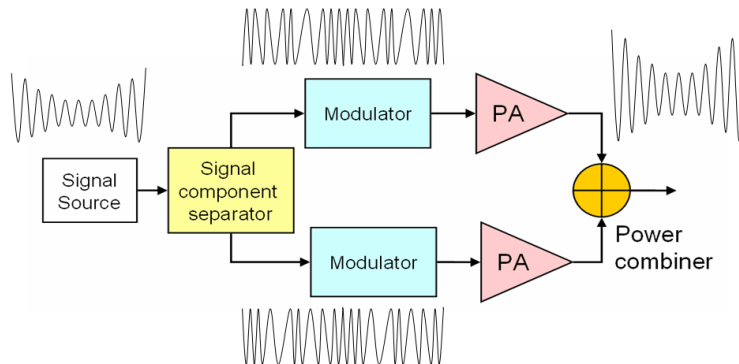 Modulator
PA
Signal
Source
Signal
component
separator
Modulator
PA
Power
combiner